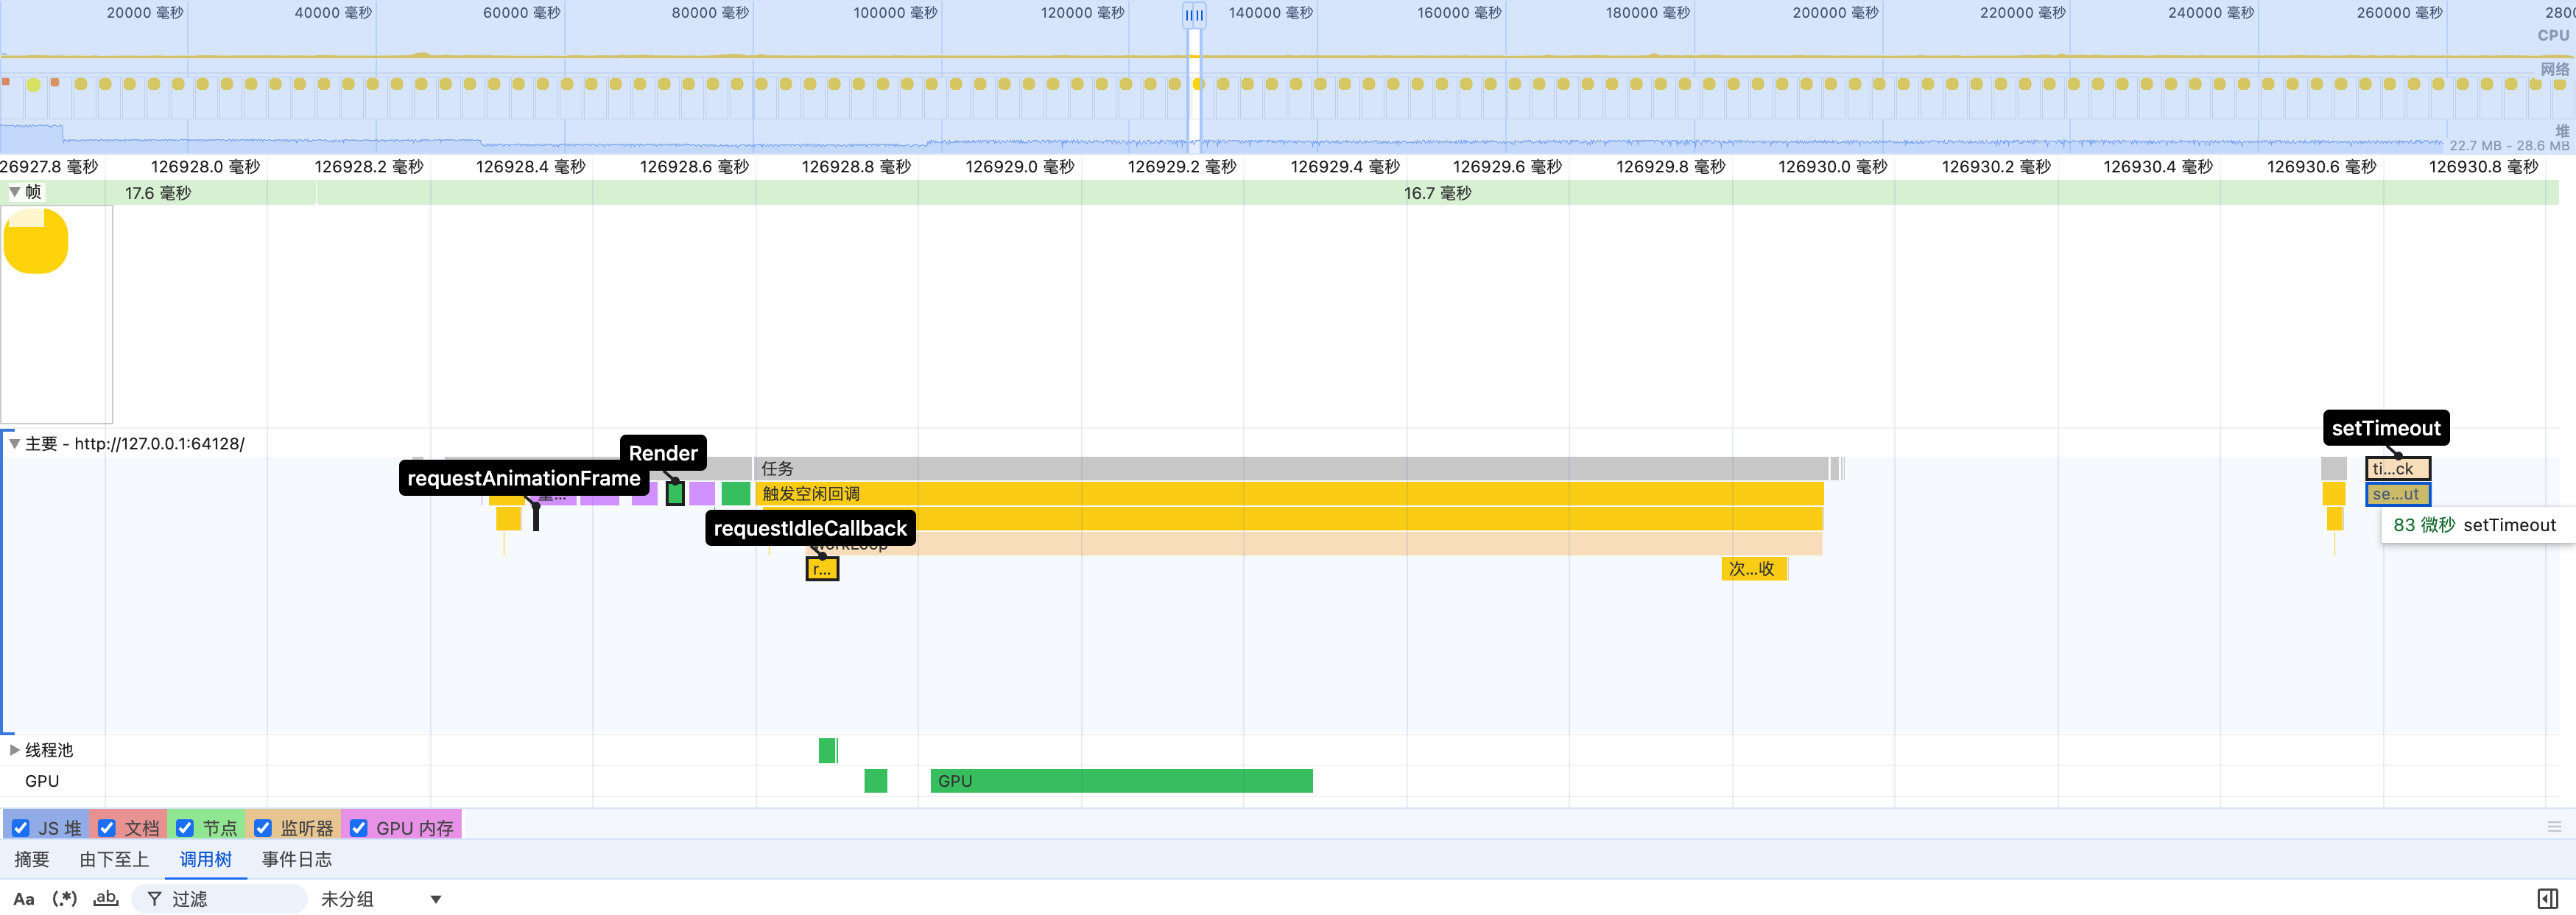 20000 毫秒 40000 毫秒 60000 毫秒 80000 毫秒 100000 毫秒 120000 毫秒 140000 毫秒 160000 毫秒 180000 毫秒 200000 毫秒 220000 毫秒 240000 毫秒 260000 毫秒 2800
CPU
网络
堆
22.7 MB - 28.6 MB
26927.8 毫秒 126928.0 毫秒 126928.2 毫秒 126928.4 毫秒 126928.6 毫秒 126928.8 毫秒 126929.0 毫秒 126929.2 毫秒 126929.4 毫秒 126929.6 毫秒 126929.8 毫秒 126930.0 毫秒 126930.2 毫秒 126930.4 毫秒 126930.6 毫秒 126930.8 毫秒
帧 17.6 毫秒 16.7 毫秒
setTimeout
主要 - http://127.0.0.1:64128/
Render
任务
ti...ck
requestAnimationFrame
触发空闲回调
se...ut
requestIdleCallback
83 微秒 setTimeout
workLoop
r...
次...收
线程池
GPU
GPU
JS 堆 文档 节点 监听器 GPU 内存
摘要 由下至上 调用树 事件日志
Aa (.*) ab 过滤 未分组